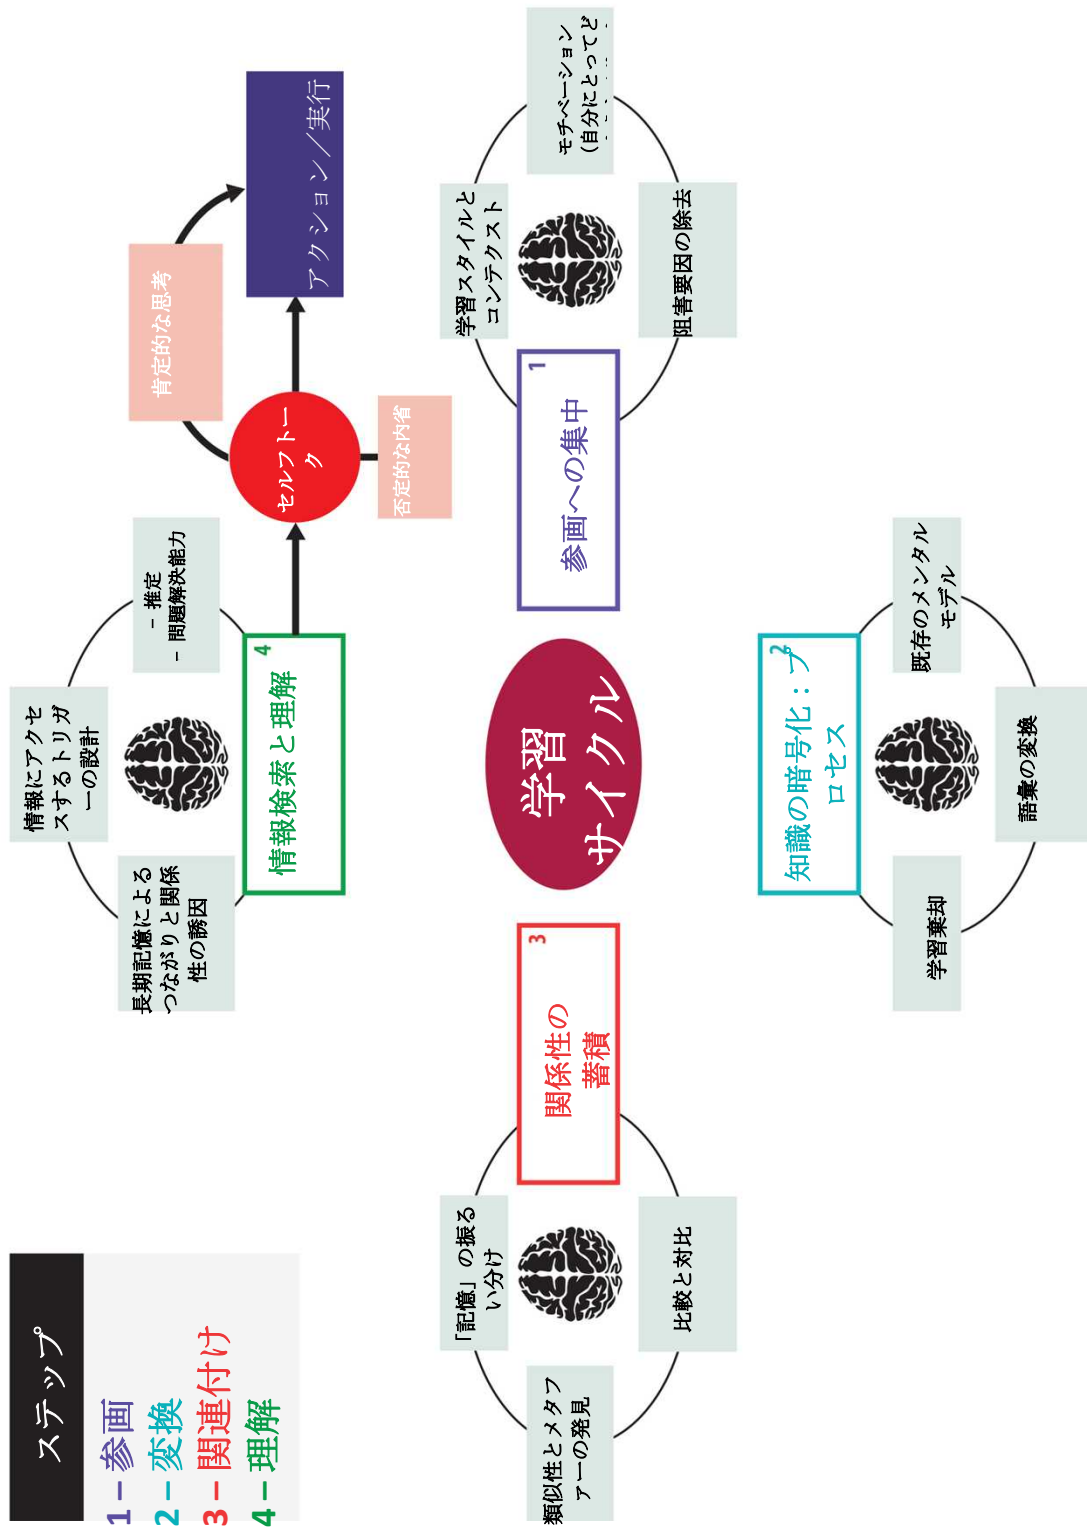 ステップ
1－参画
2－変換
3－関連付け
4－理解
情報にアクセ
スするトリガ
ーの設計
長期記憶による
つながりと関係
性の誘因
－ 推定
－ 問題解決能力
4
情報検索と理解
肯定的な思考
セルフトー
ク
否定的な内省
アクション／実行
「記憶」の振る
い分け
類似性とメタフ
ァーの発見
比較と対比
3
関係性の
蓄積
学習
サイクル
1
参画への集中
学習スタイルと
コンテクスト
モチベーション
(自分にとってど
阻害要因の除去
2
知識の暗号化：プ
ロセス
学習棄却
既存のメンタル
モデル
語彙の変換